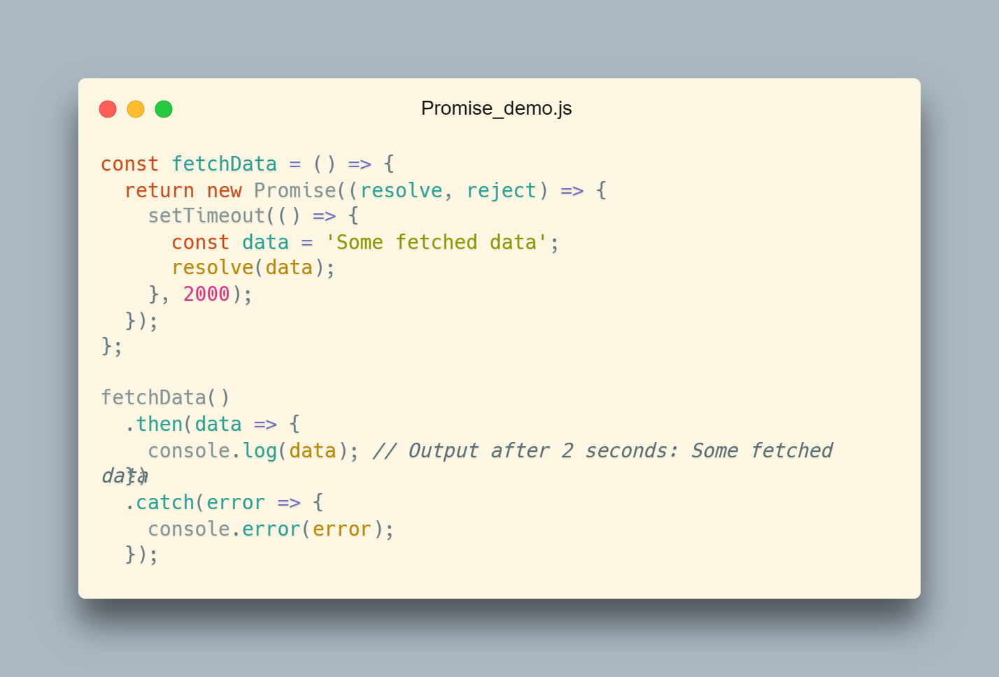 Promise_demo.js
const fetchData = () => {
  return new Promise((resolve, reject) => {
    setTimeout(() => {
      const data = 'Some fetched data';
      resolve(data);
    }, 2000);
  });
};

fetchData()
  .then(data => {
    console.log(data); // Output after 2 seconds: Some fetched
data
  })
  .catch(error => {
    console.error(error);
  });